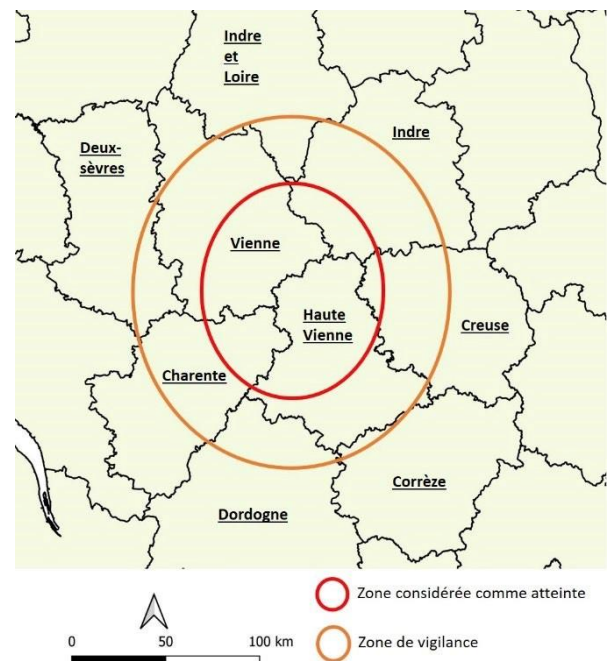 Indre
et
Loire
Deux-
sèvres
Indre
Vienne
Haute
Vienne
Creuse
Charente
Corrèze
Dordogne
Zone considérée comme atteinte
0 50 100 km
Zone de vigilance